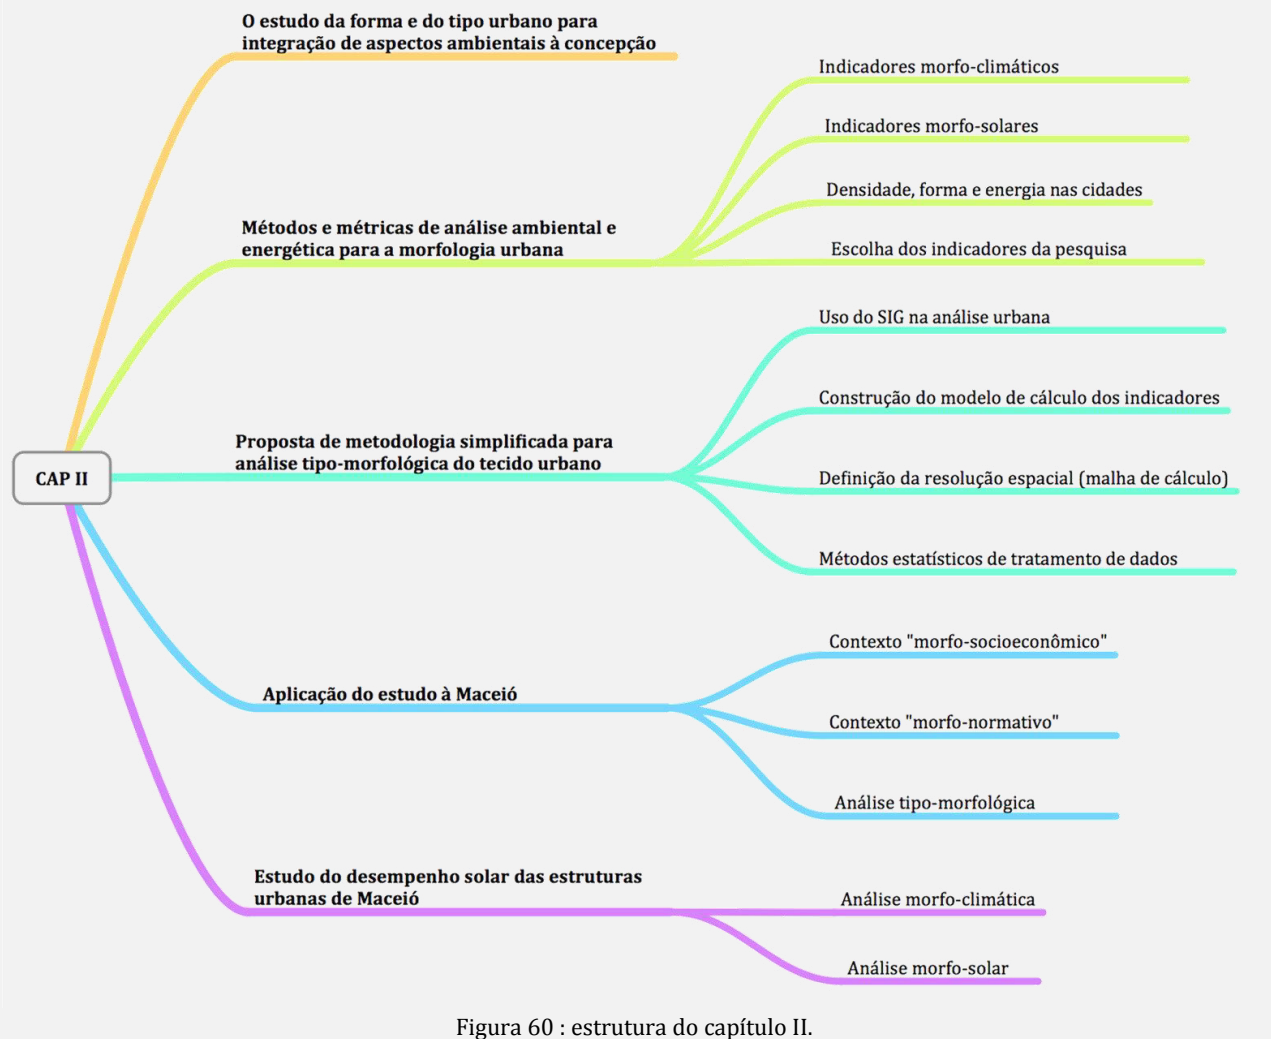 O estudo da forma e do tipo urbano para
integração de aspectos ambientais à concepção
Indicadores morfo-climáticos
Indicadores morfo-solares
Densidade, forma e energia nas cidades
Métodos e métricas de análise ambiental e
energética para a morfologia urbana
Escolha dos indicadores da pesquisa
Uso do SIG na análise urbana
Construção do modelo de cálculo dos indicadores
Proposta de metodologia simplificada para
análise tipo-morfológica do tecido urbano
CAP II
Definição da resolução espacial (malha de cálculo)
Métodos estatísticos de tratamento de dados
Contexto "morfo-socioeconômico"
Aplicação do estudo à Maceió
Contexto "morfo-normativo"
Análise tipo-morfológica
Estudo do desempenho solar das estruturas
urbanas de Maceió
Análise morfo-climática
Análise morfo-solar
Figura 60 : estrutura do capítulo II.